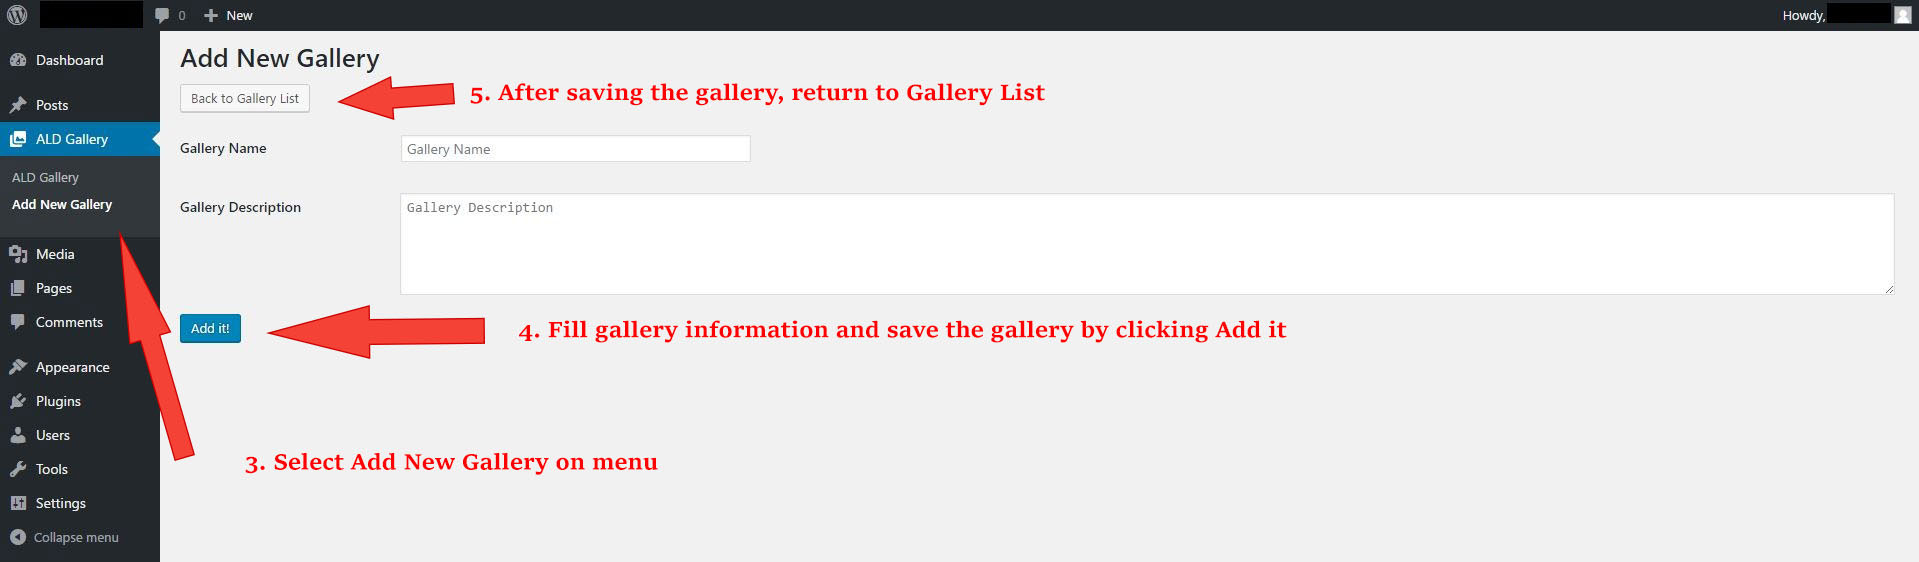 0
New
Howdy,
Dashboard
Posts
ALD Gallery
ALD Gallery
Add New Gallery
Media
Pages
Comments
Appearance
Plugins
Users
Tools
Settings
Collapse menu
Add New Gallery
Back to Gallery List
5. After saving the gallery, return to Gallery List
Gallery Name
Gallery Name
Gallery Description
Gallery Description
Add it!
4. Fill gallery information and save the gallery by clicking Add it
3. Select Add New Gallery on menu